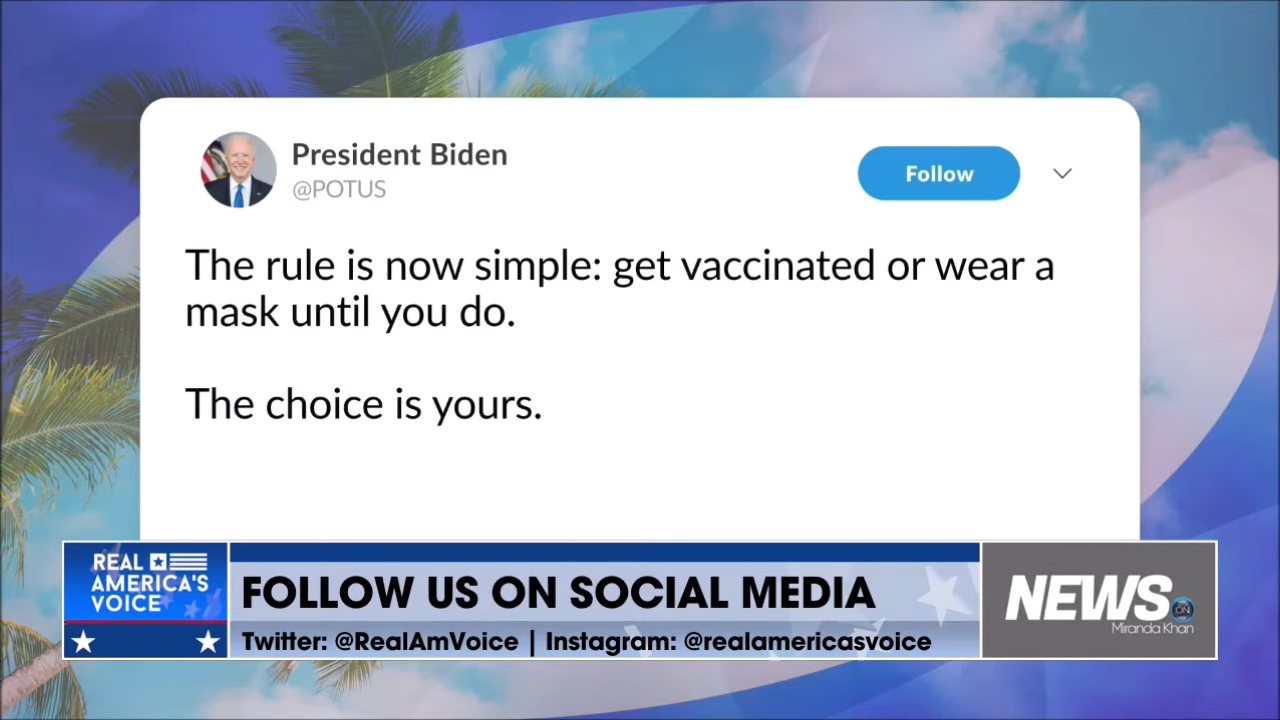 President Biden
@POTUS
Follow
The rule is now simple: get vaccinated or wear a
mask until you do.
The choice is yours.
REAL
AMERICA'S
VOICE
FOLLOW US ON SOCIAL MEDIA
Twitter: @RealAmVoice | Instagram: @realamericasvoice
NEWS
ON
Miranda Khan